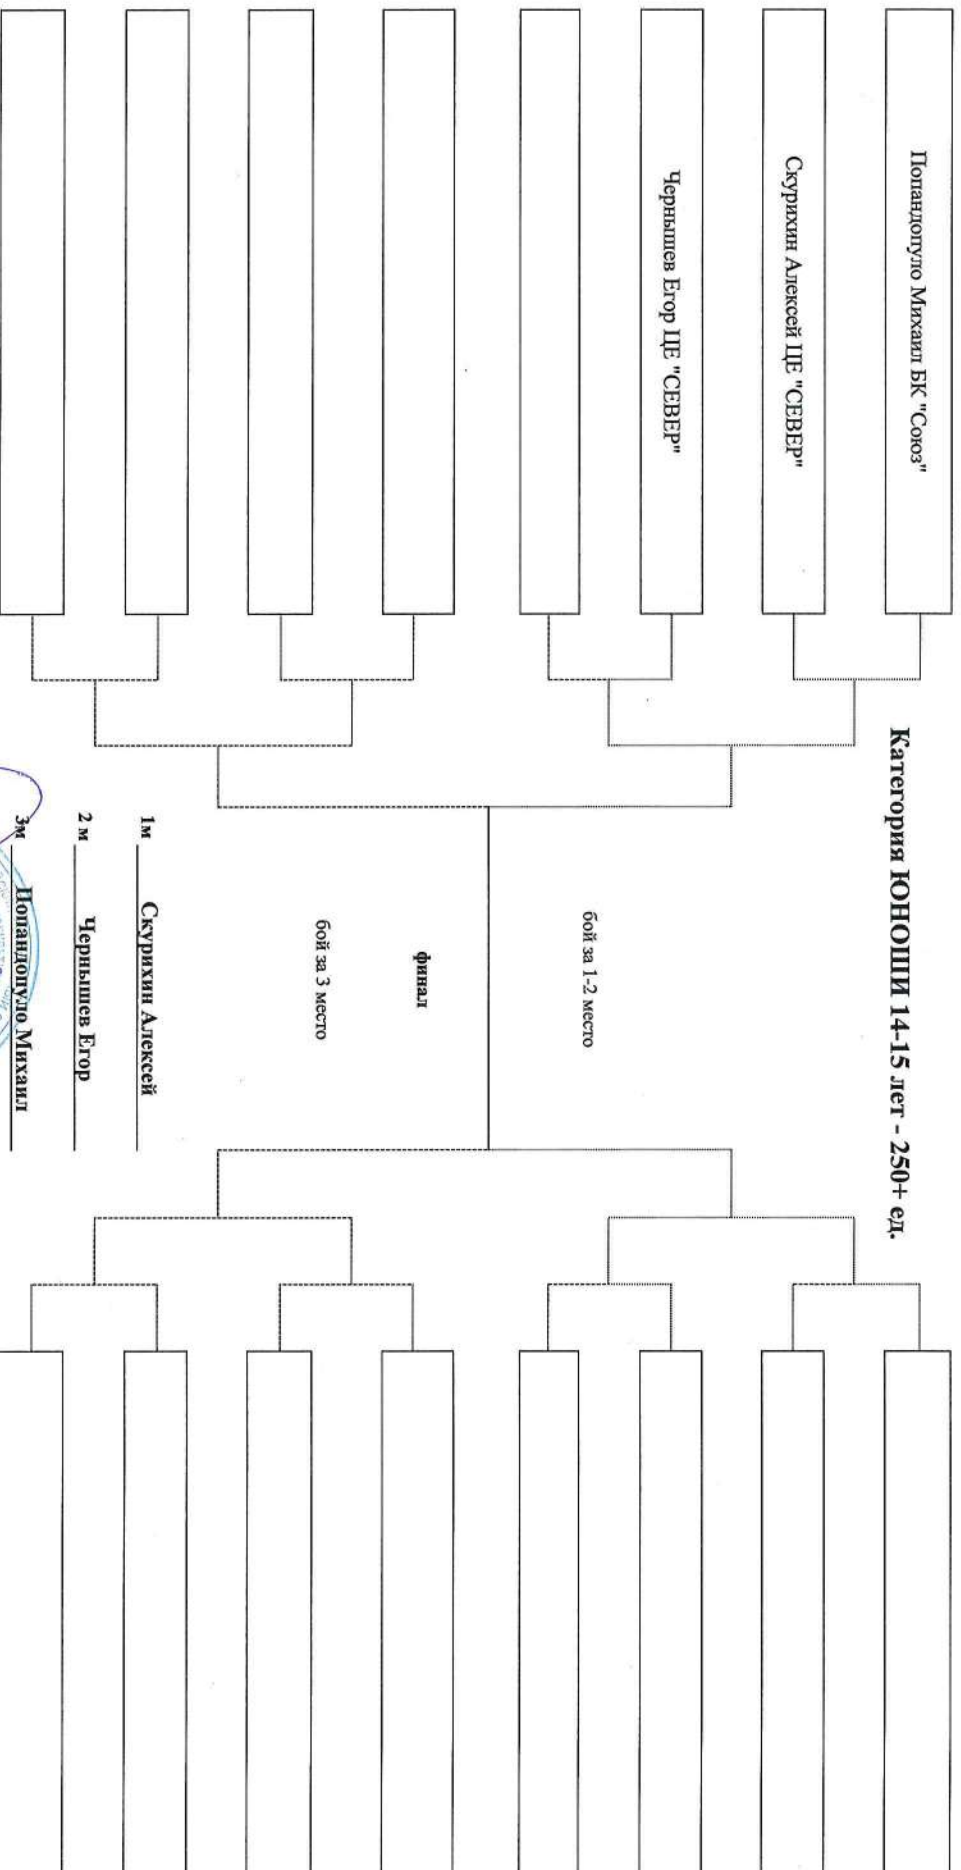 Категория ЮНОШИ 14-15 лет - 250+ ед.
Попандопуло Михаил БК "Союз"
Скурихин Алексей ЦЕ "СЕВЕР"
Чернышев Егор ЦЕ "СЕВЕР"
бой за 1-2 место
финал
бой за 3 место
1м Скурихин Алексей
2 м Чернышев Егор
3м Попандопуло Михаил